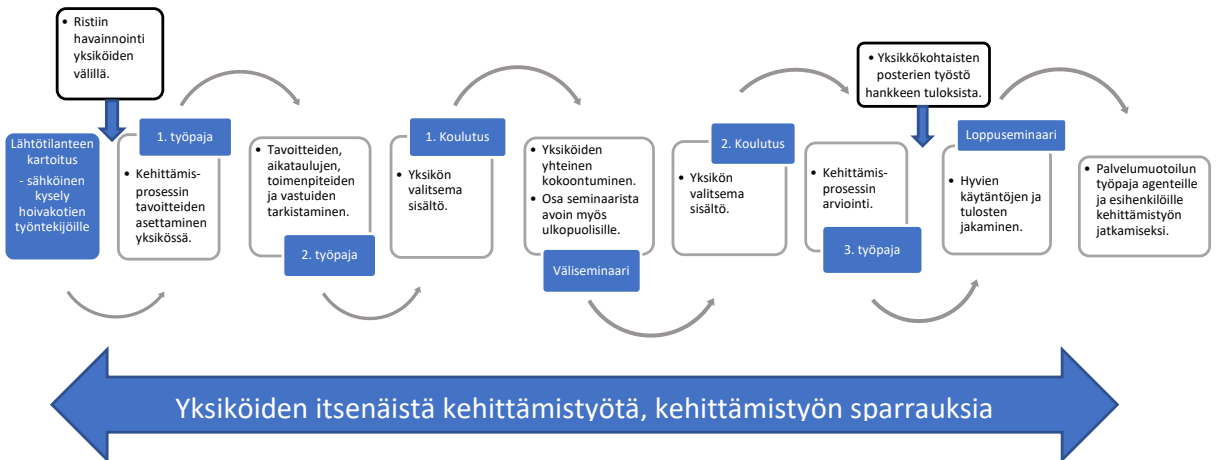 • Ristiin
havainnointi
yksiköiden
välillä.
Lähtötilanteen
kartoitus
- sähköinen
kysely
hoivakotien
työntekijöille
1. työpaja
• Kehittämis-
prosessin
tavoitteiden
asettaminen
yksikössä.
• Tavoitteiden,
aikataulujen,
toimenpiteiden
ja vastuiden
tarkistaminen.
2. työpaja
1. Koulutus
• Yksikön
valitsema
sisältö.
• Yksiköiden
yhteinen
kokoontuminen.
• Osa seminaarista
avoin myös
ulkopuolisille.
Väliseminaari
2. Koulutus
• Yksikön
valitsema
sisältö.
• Yksikkökohtaisten
posterien työstö
hankkeen tuloksista.
• Kehittämis-
prosessin
arviointi.
3. työpaja
Loppuseminaari
• Hyvien
käytäntöjen ja
tulosten
jakaminen.
• Palvelumuotoilun
työpaja agenteille
ja esihenkilöille
kehittämistyön
jatkamiseksi.
Yksiköiden itsenäistä kehittämistyötä, kehittämistyön sparrauksia